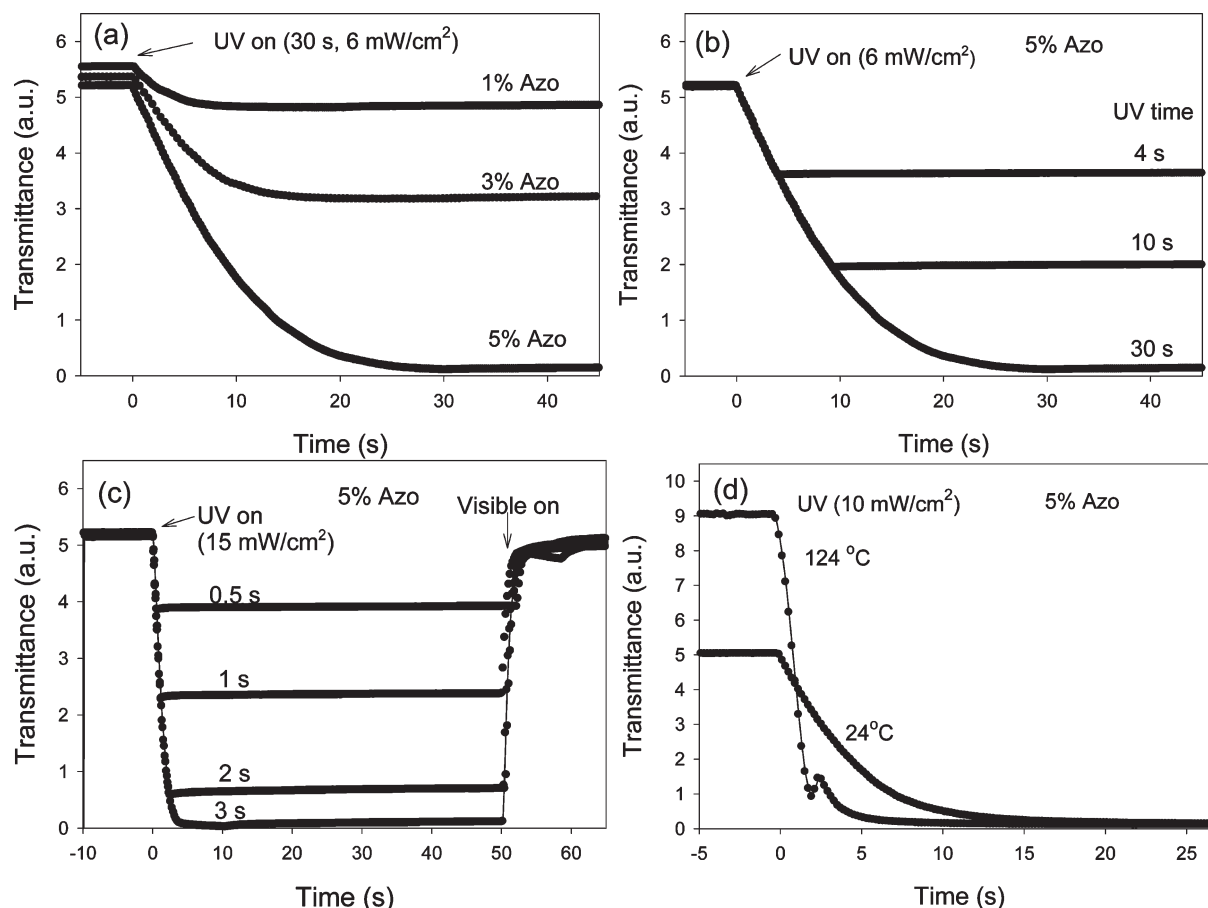 (a)
UV on (30 s, 6 mW/cm²)
1% Azo
3% Azo
5% Azo
Transmittance (a.u.)
6
5
4
3
2
1
0
0 10 20 30 40
Time (s)
(b)
5% Azo
UV on (6 mW/cm²)
UV time
4 s
10 s
30 s
Transmittance (a.u.)
6
5
4
3
2
1
0
0 10 20 30 40
Time (s)
(c)
5% Azo
UV on
(15 mW/cm²)
Visible on
0.5 s
1 s
2 s
3 s
Transmittance (a.u.)
6
5
4
3
2
1
0
-10 0 10 20 30 40 50 60
Time (s)
(d)
UV (10 mW/cm²) 5% Azo
124 °C
24°C
Transmittance (a.u.)
10
9
8
7
6
5
4
3
2
1
0
-5 0 5 10 15 20 25
Time (s)